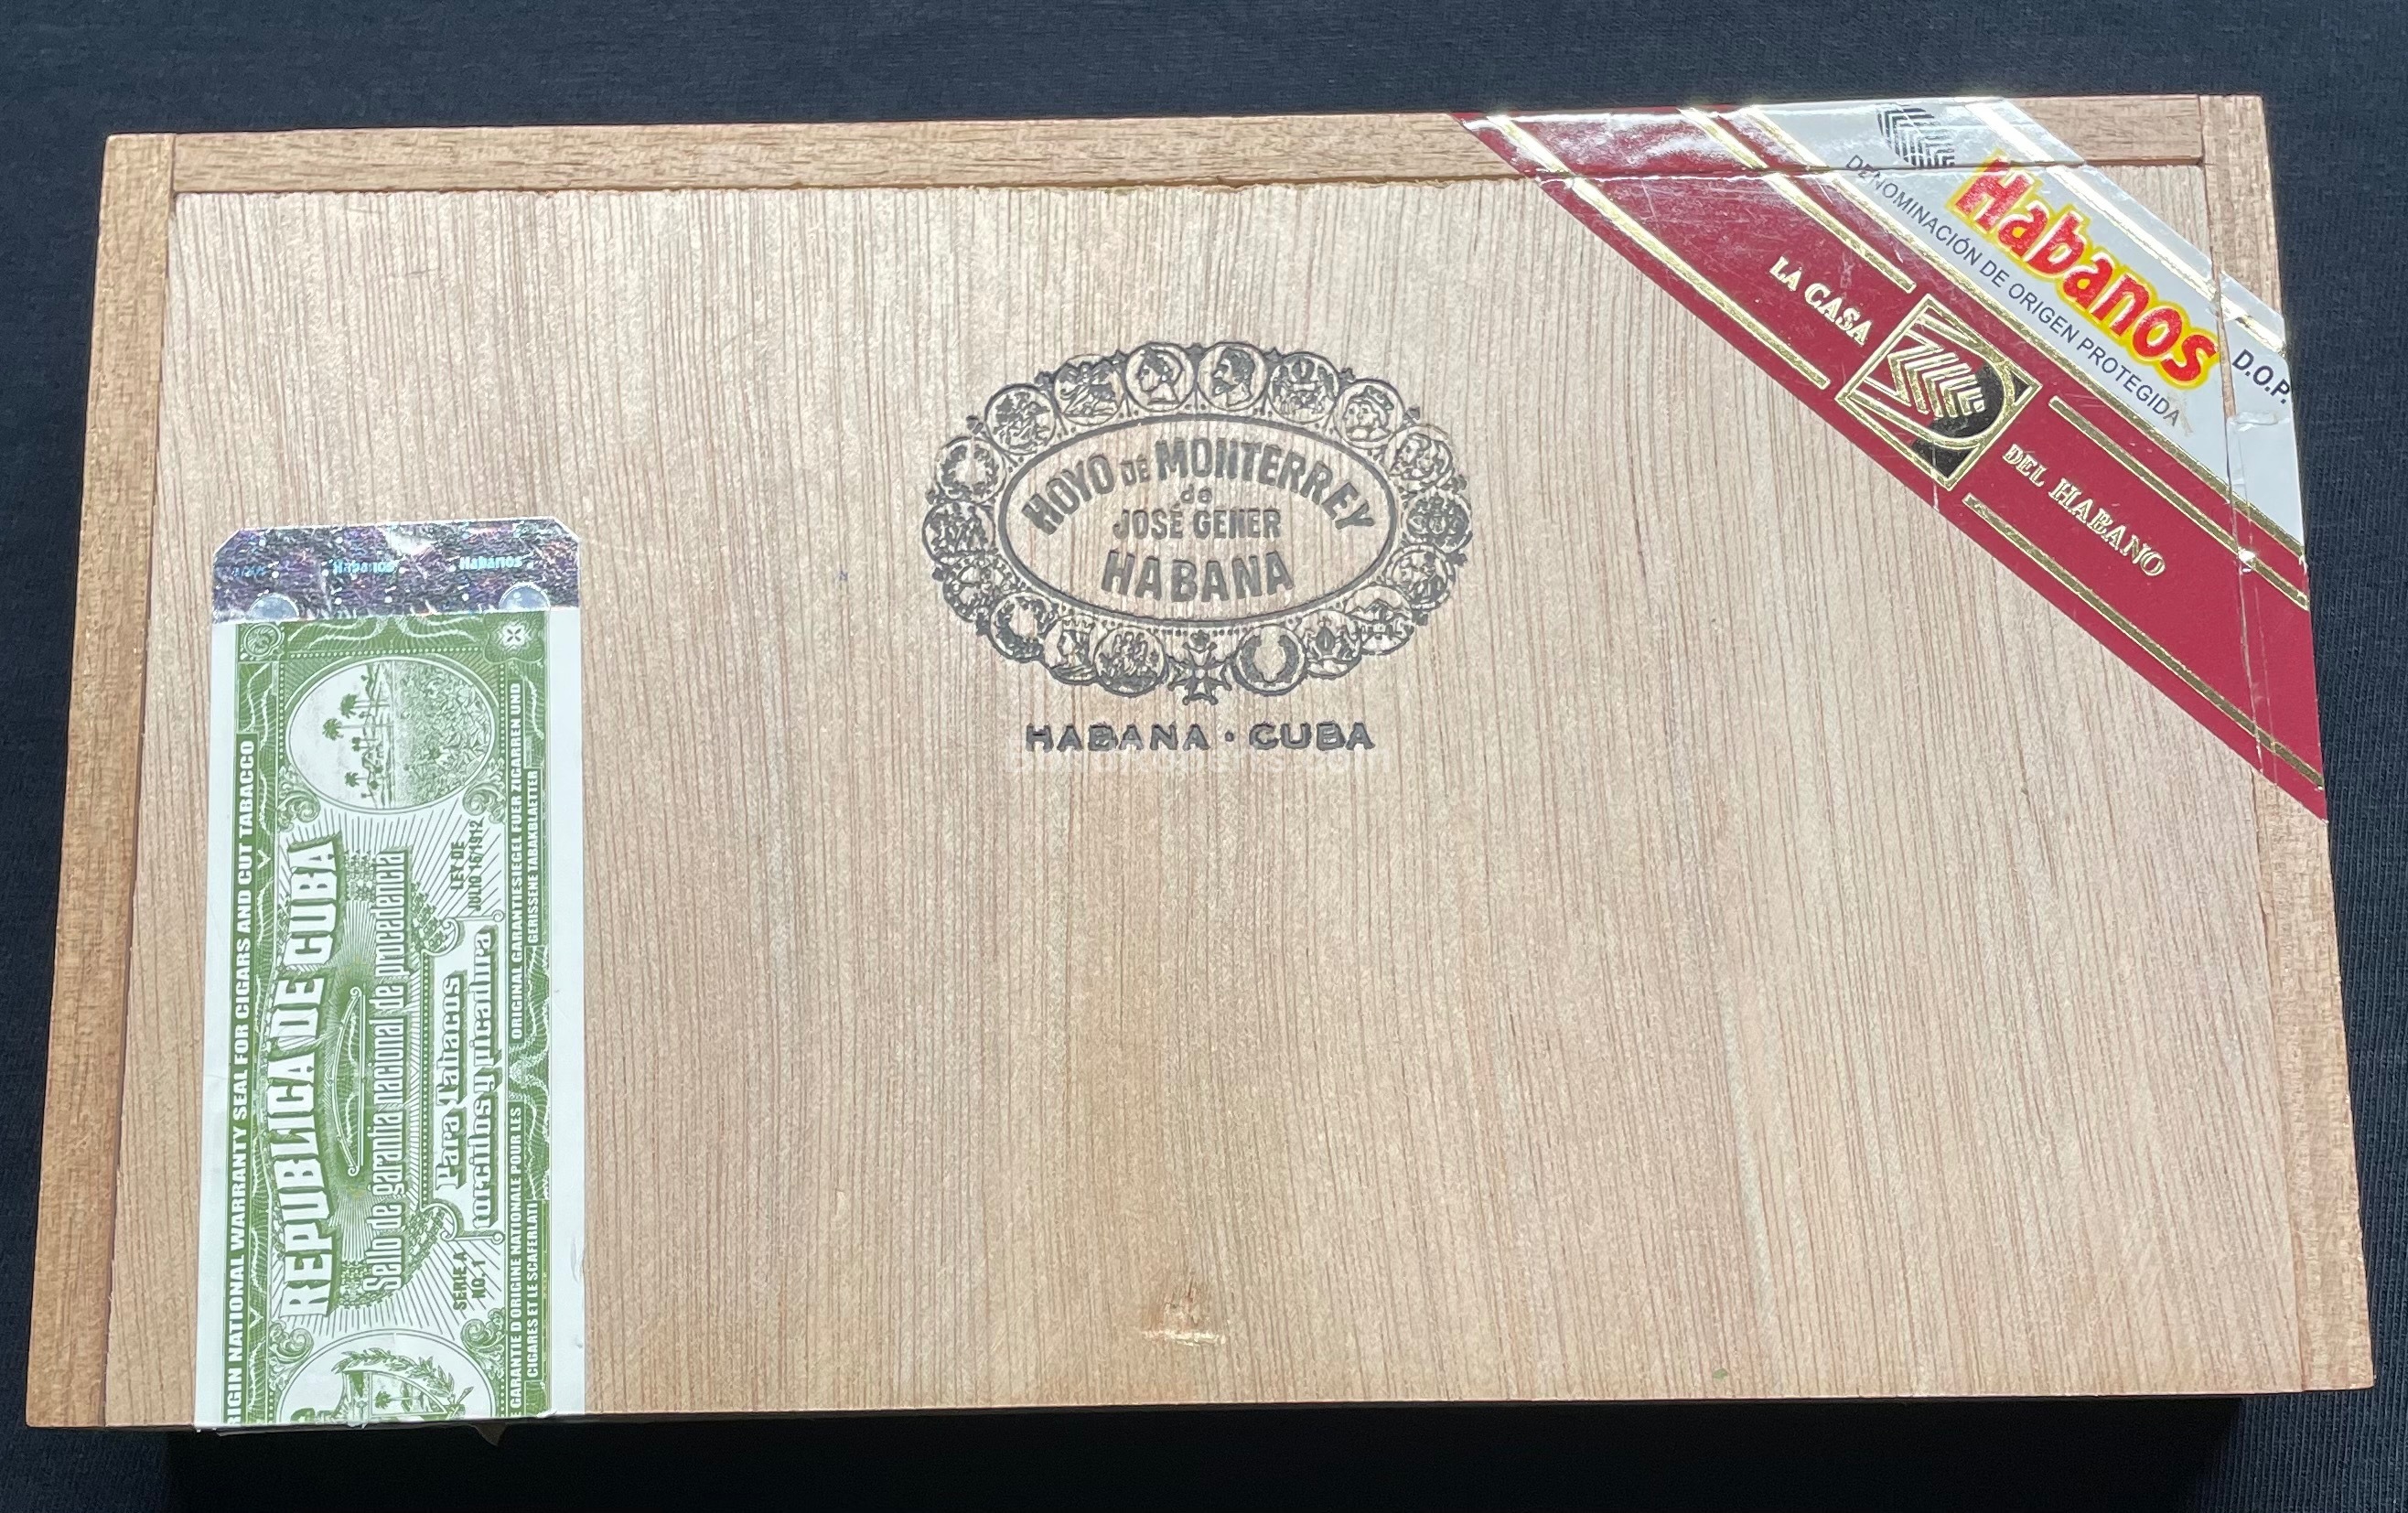 Habanos
D.O.P.
DENOMINACIÓN DE ORIGEN PROTEGIDA
LA CASA
DEL HABANO
HOYO DE MONTERREY
de
JOSÉ GENER
HABANA
HABANA · CUBA
Habanos
Habanos
RIGIN NATIONAL WARRANTY SEAL FOR CIGARS AND CUT TABACCO
REPUBLICA DE CUBA
Sello de garantia nacional de procedencia
Para Tabacos
torcidos y picadura
SERIE A
NO. 1
LEY DE
JULIO 16/1912
E GARANTIE D'ORIGINE NATIONALE POUR LES
CIGARES ET LE SCAFERLATI
ORIGINAL GARANTIESIEGEL FUER ZIGARREN UND
GERISSENE TABAKBLAETTER